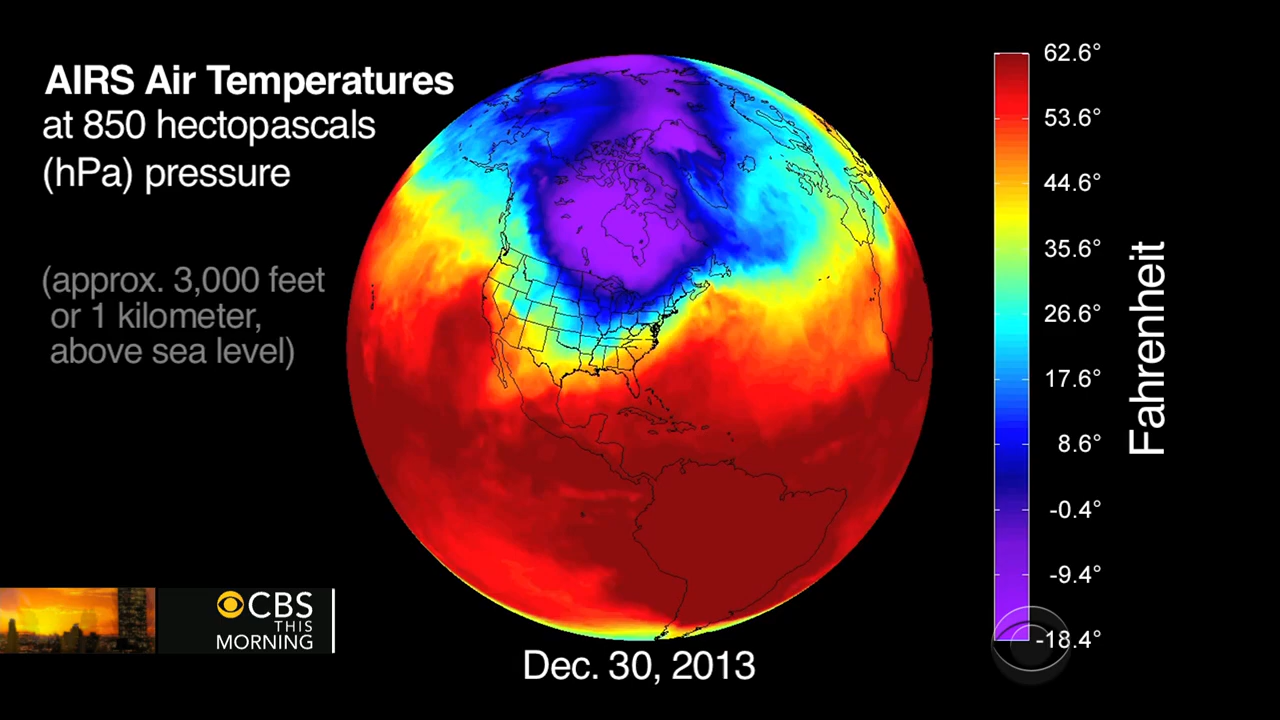 AIRS Air Temperatures
at 850 hectopascals
(hPa) pressure
(approx. 3,000 feet
or 1 kilometer,
above sea level)
62.6°
53.6°
44.6°
35.6°
26.6°
17.6°
8.6°
-0.4°
-9.4°
-18.4°
Fahrenheit
CBS
THIS
MORNING
Dec. 30, 2013